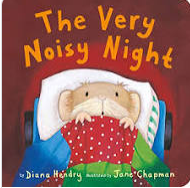 The Very
Noisy Night
by Diana Hendry illustrated by Jane Chapman